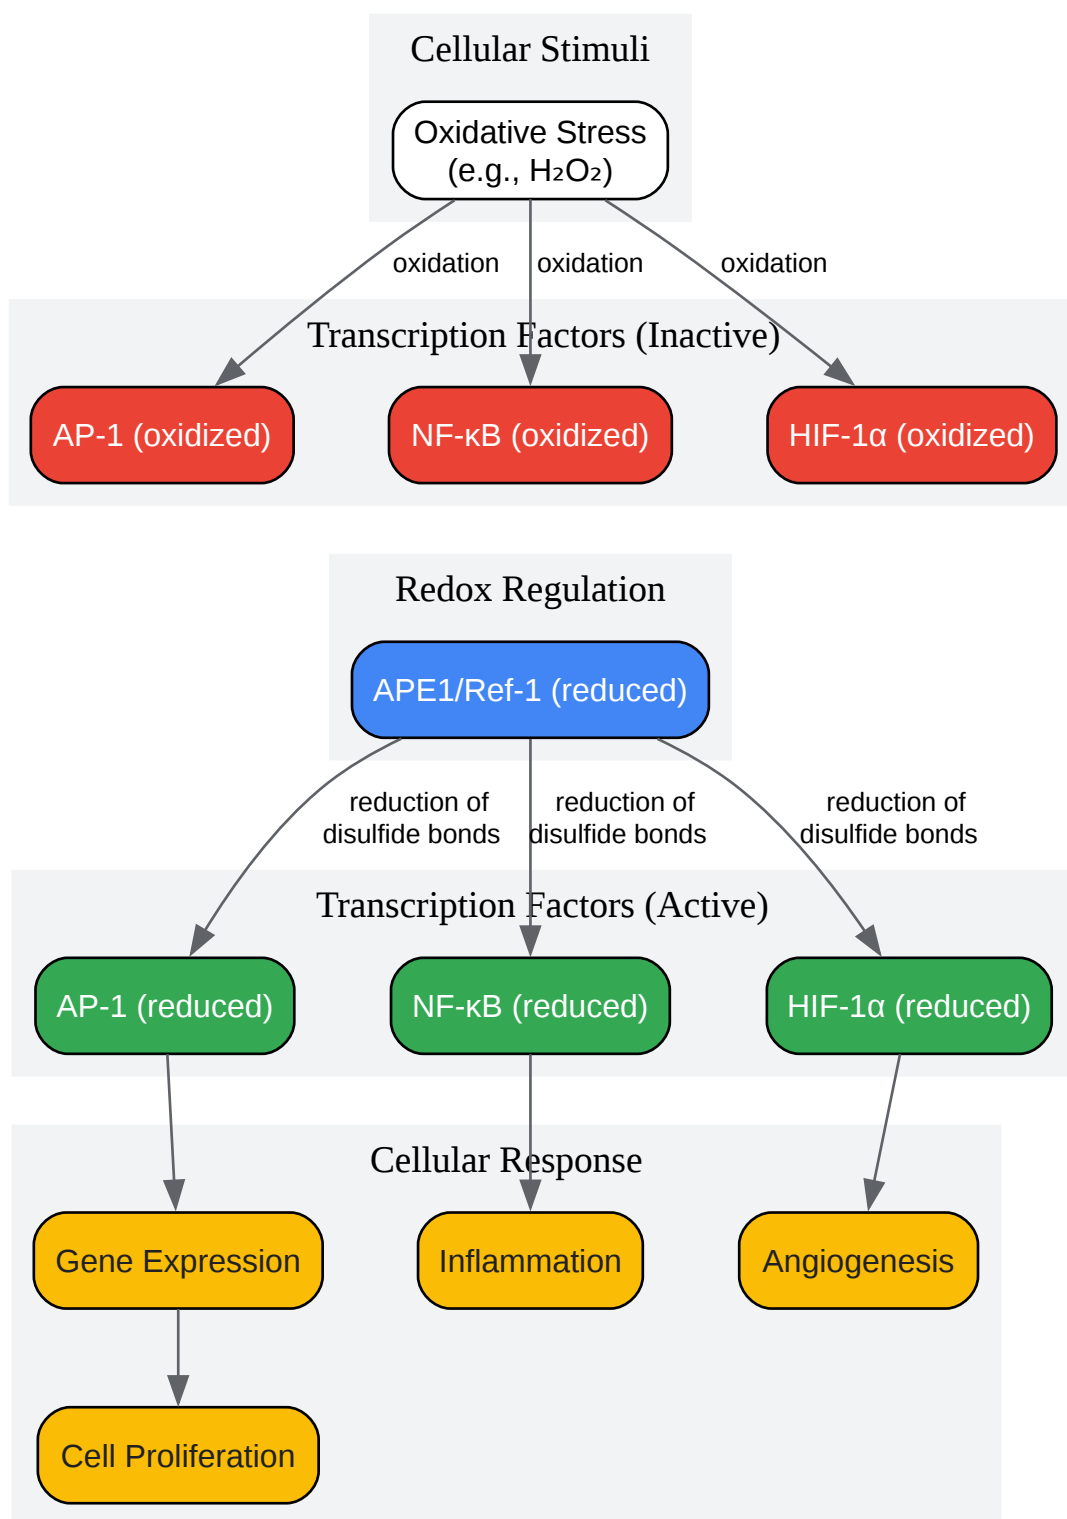 Cellular Stimuli
Oxidative Stress
(e.g., H₂O₂)
oxidation
oxidation
oxidation
Transcription Factors (Inactive)
AP-1 (oxidized)
NF-κB (oxidized)
HIF-1α (oxidized)
Redox Regulation
APE1/Ref-1 (reduced)
reduction of
disulfide bonds
reduction of
disulfide bonds
reduction of
disulfide bonds
Transcription Factors (Active)
AP-1 (reduced)
NF-κB (reduced)
HIF-1α (reduced)
Cellular Response
Gene Expression
Inflammation
Angiogenesis
Cell Proliferation